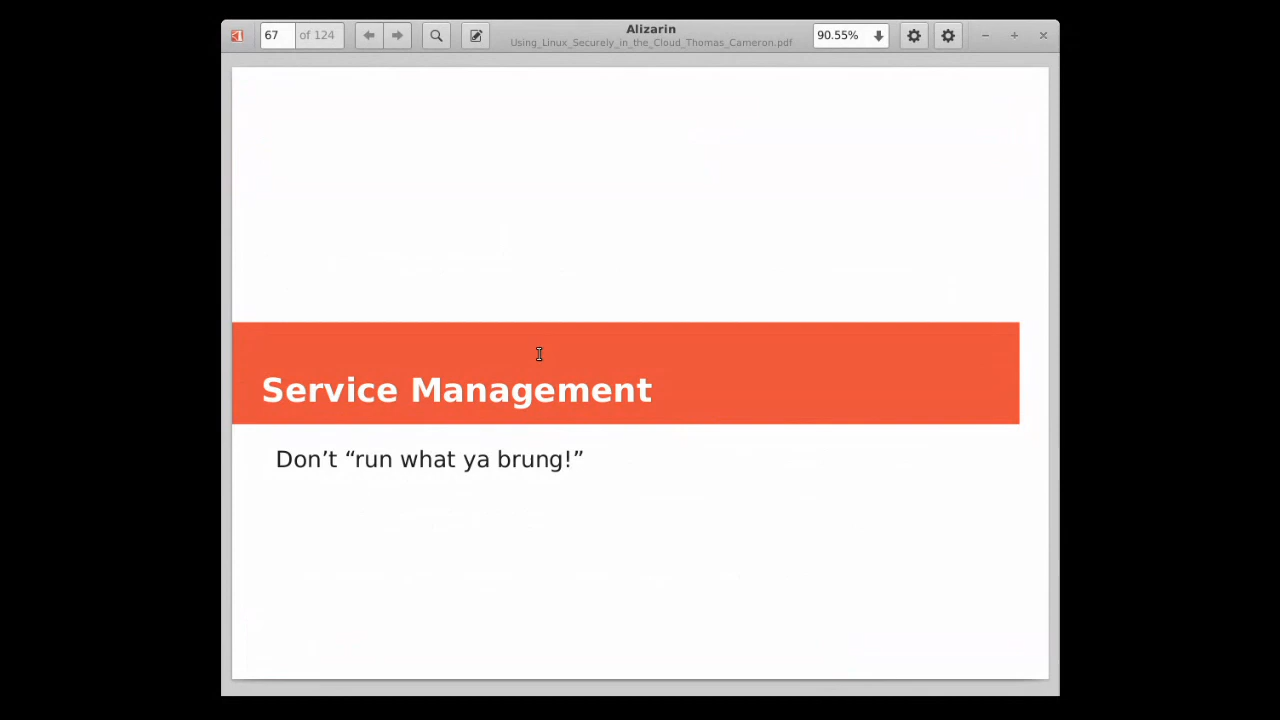 67 of 124
Alizarin
Using_Linux_Securely_in_the_Cloud_Thomas_Cameron.pdf
90.55%
Service Management
Don’t “run what ya brung!”